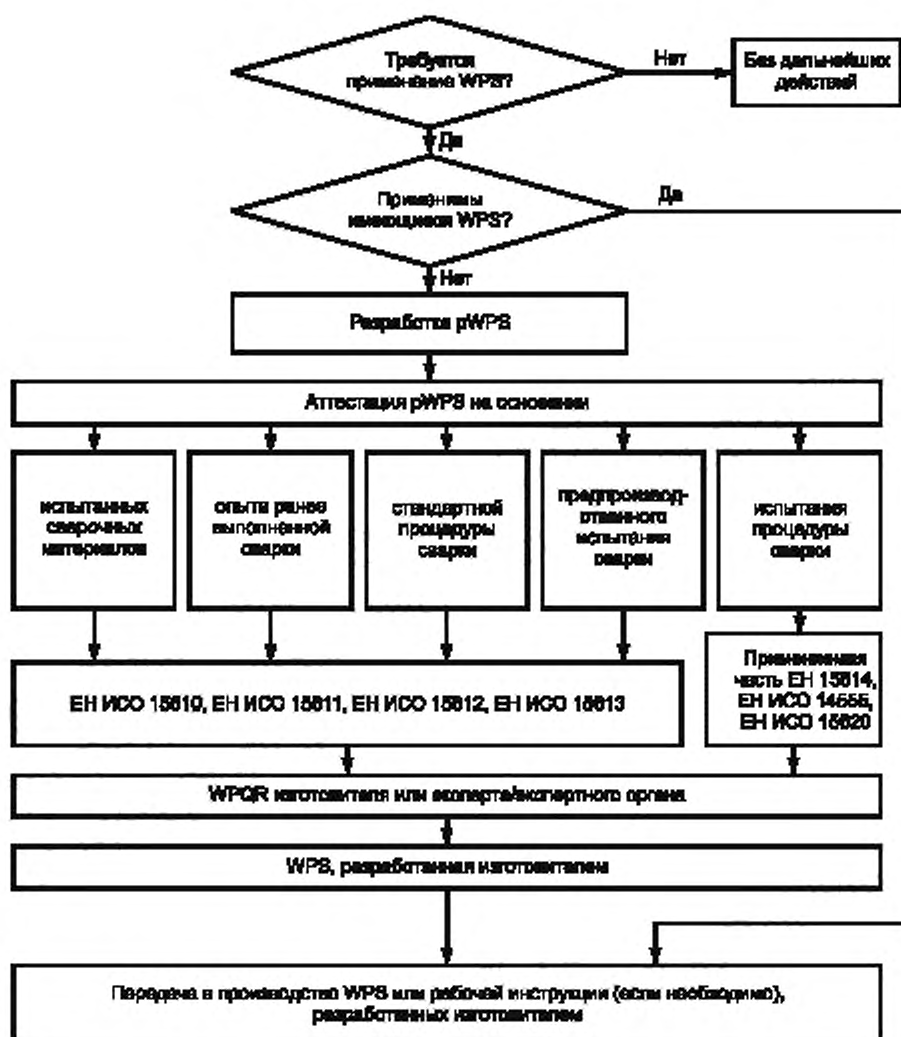 Требуется
применение WPS?
Нет
Без дальнейших
действий
Да
Применимы
имеющиеся WPS?
Да
Нет
Разработка pWPS
Аттестация pWPS на основании
испытанных
сварочных
материалов
опыта ранее
выполненной
сварки
стандартной
процедуры
сварки
предпроизвод-
ственного
испытания
сварки
испытания
процедуры
сварки
ЕН ИСО 15610, ЕН ИСО 15611, ЕН ИСО 15612, ЕН ИСО 15613
Применяемая
часть ЕН 15614,
ЕН ИСО 14555,
ЕН ИСО 15620
WPQR изготовителя или эксперта/экспертного органа
WPS, разработанная изготовителем
Передача в производство WPS или рабочей инструкции (если необходимо),
разработанных изготовителем